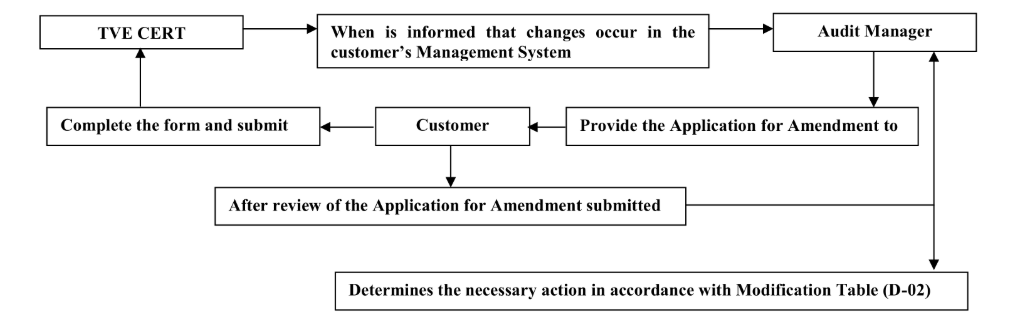 TVE CERT
When is informed that changes occur in the
customer's Management System
Audit Manager
Complete the form and submit
Customer
Provide the Application for Amendment to
After review of the Application for Amendment submitted
Determines the necessary action in accordance with Modification Table (D-02)